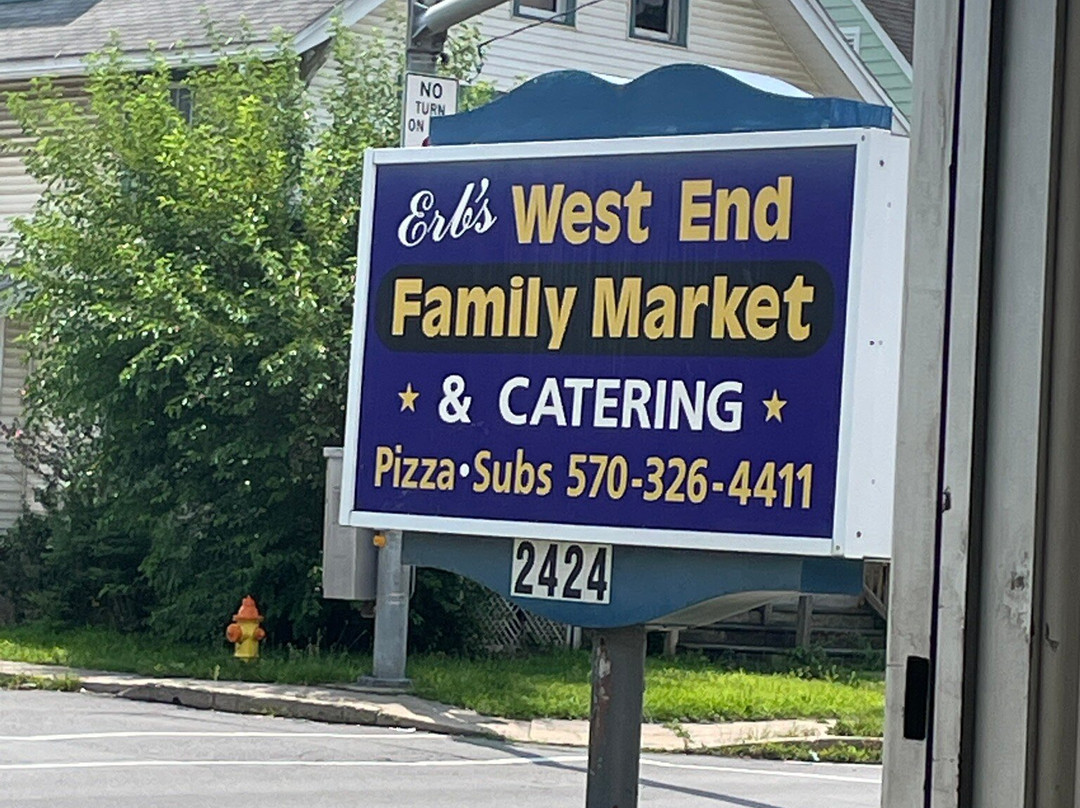 NO
TURN
ON
Erb's West End
Family Market
& CATERING
Pizza•Subs 570-326-4411
2424